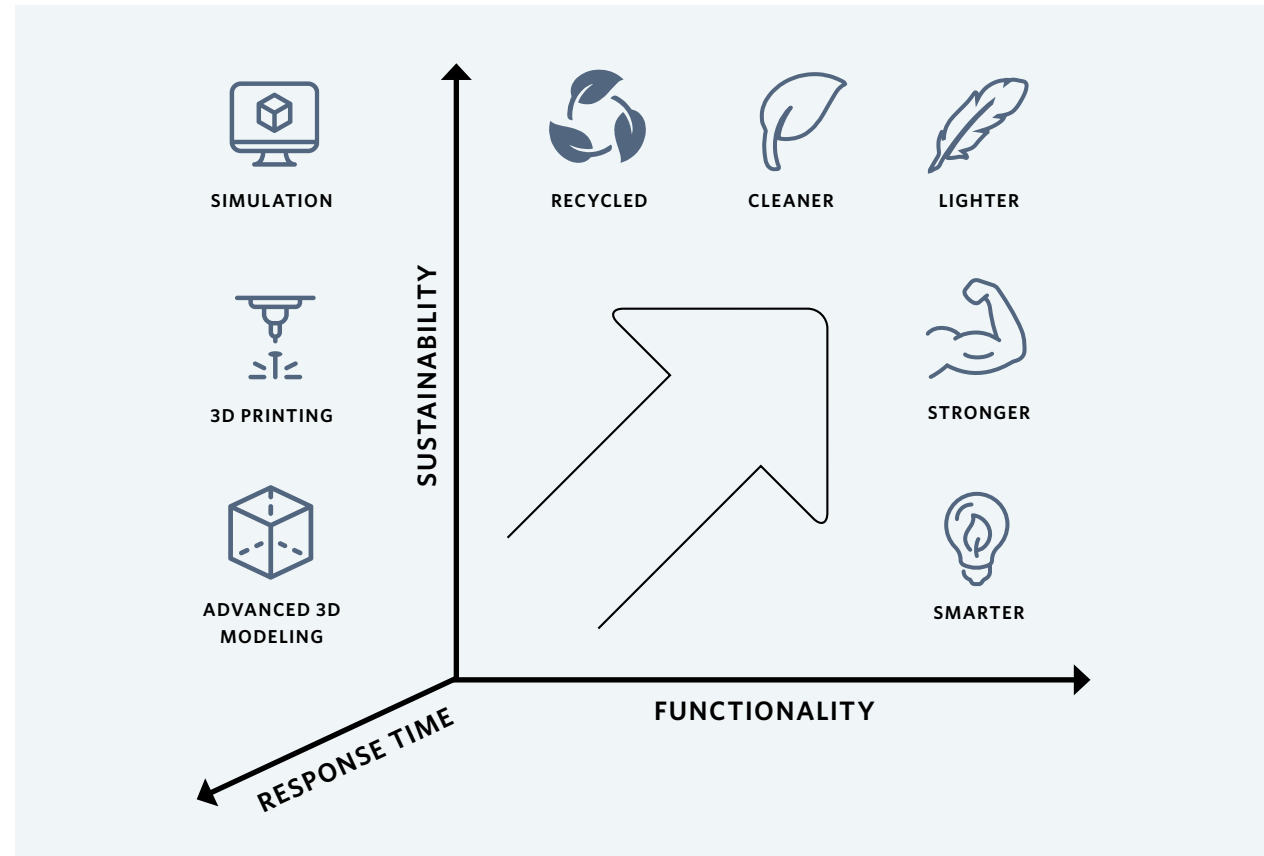 SIMULATION
RECYCLED
CLEANER
LIGHTER
SUSTAINABILITY
3D PRINTING
STRONGER
ADVANCED 3D
MODELING
SMARTER
FUNCTIONALITY
RESPONSE TIME